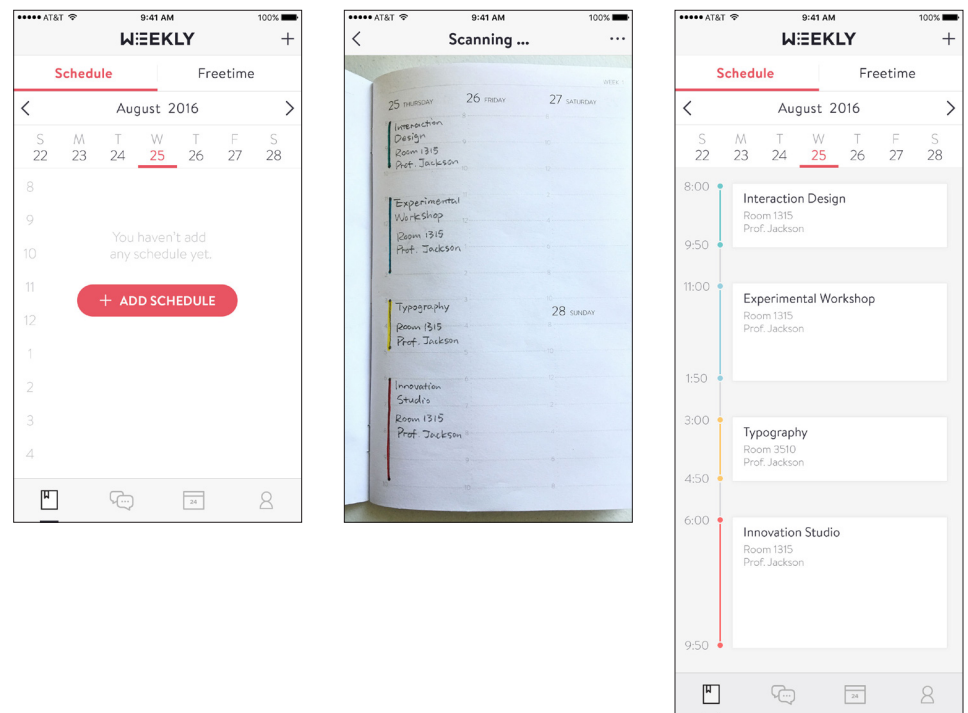 AT&T 9:41 AM 100%
WEEKLY +
Schedule Freetime
August 2016
S M T W T F S
22 23 24 25 26 27 28
8
9
You haven't add
10
any schedule yet.
11
+ ADD SCHEDULE
12
1
2
3
4
24
AT&T 9:41 AM 100%
Scanning ...
WEEK
25 THURSDAY 26 FRIDAY 27 SATURDAY
Interaction
Design
Room 1315
Prof. Jackson
Experimental
Workshop
Room 1315
Prof. Jackson
Typography
28 SUNDAY
Room 1315
Prof. Jackson
Innovation
Studio
Room 1315
Prof. Jackson
AT&T 9:41 AM 100%
WEEKLY +
Schedule Freetime
August 2016
S M T W T F S
22 23 24 25 26 27 28
8:00
Interaction Design
Room 1315
Prof. Jackson
9:50
11:00
Experimental Workshop
Room 1315
Prof. Jackson
1:50
3:00
Typography
Room 3510
Prof. Jackson
4:50
6:00
Innovation Studio
Room 1315
Prof. Jackson
9:50
24